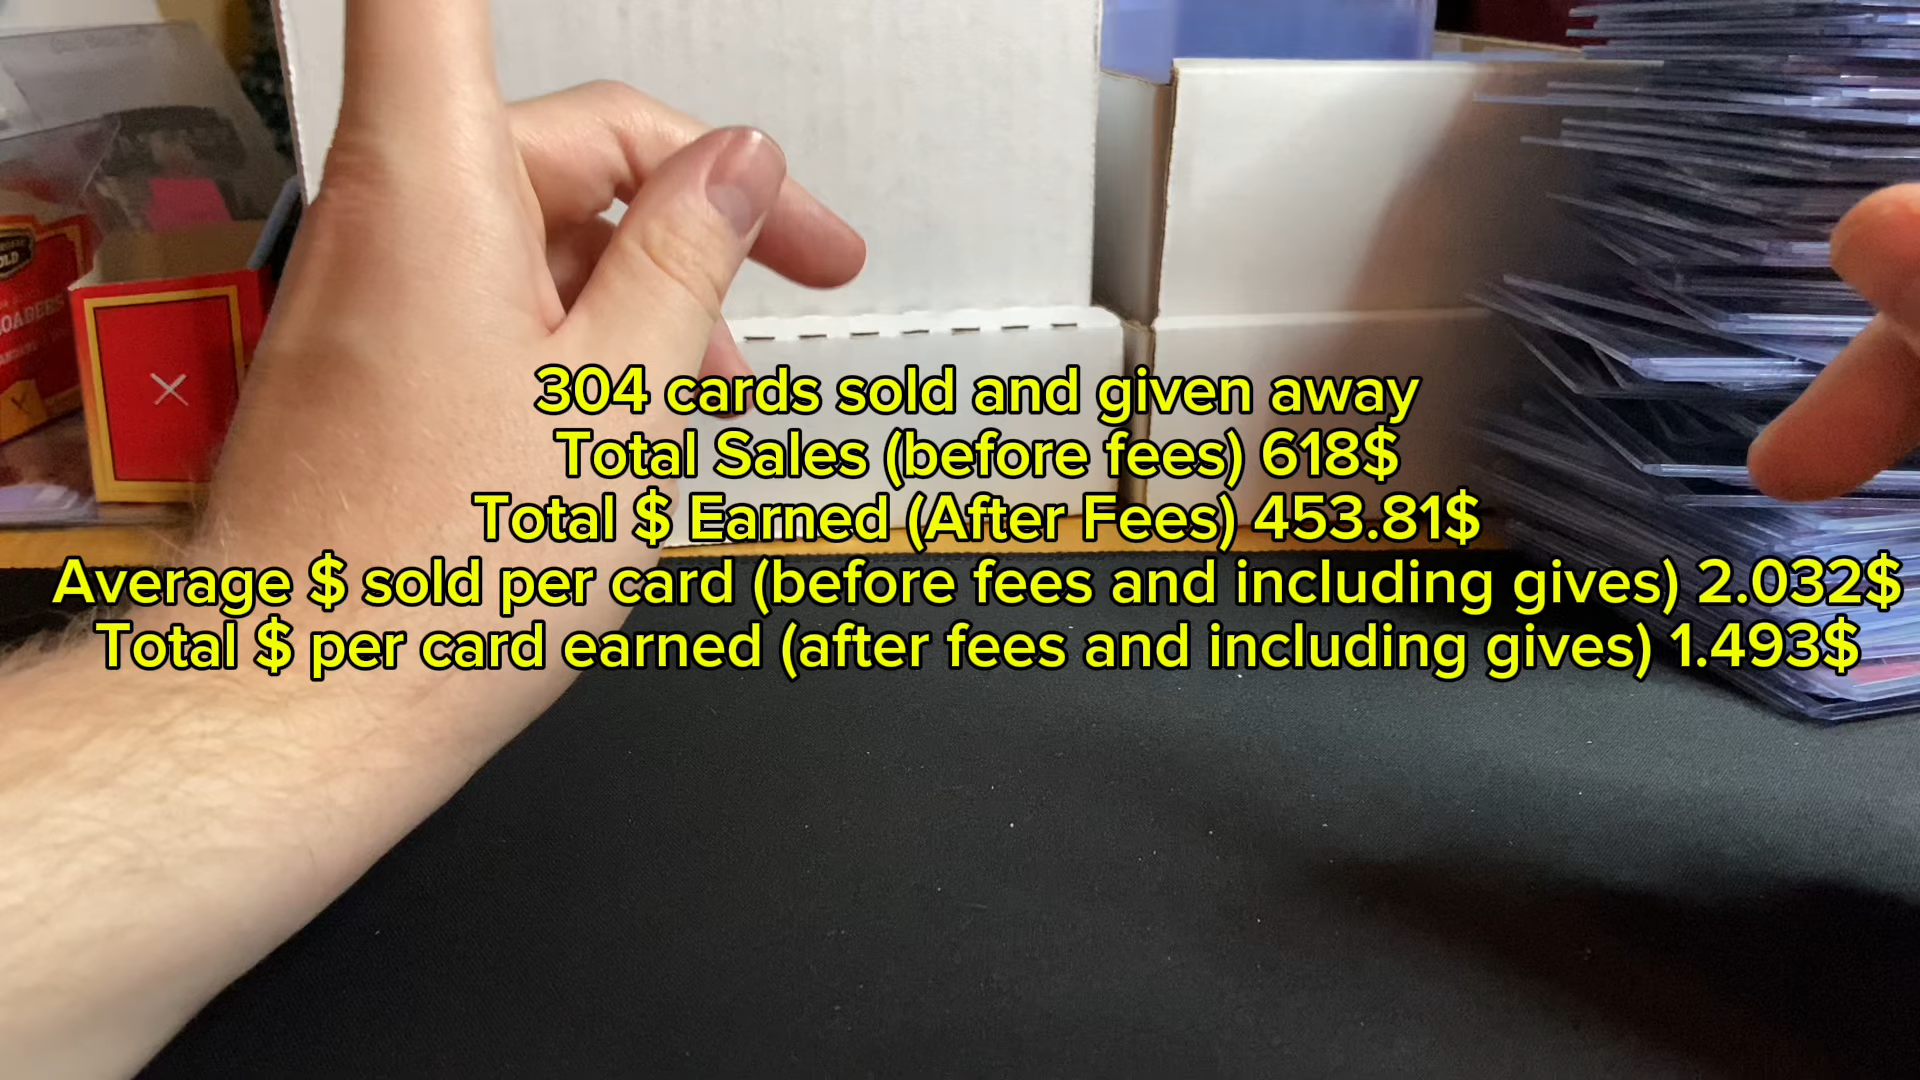 304 cards sold and given away
Total Sales (before fees) 618$
Total $ Earned (After Fees) 453.81$
Average $ sold per card (before fees and including gives) 2.032$
Total $ per card earned (after fees and including gives) 1.493$
OLD
OADERS